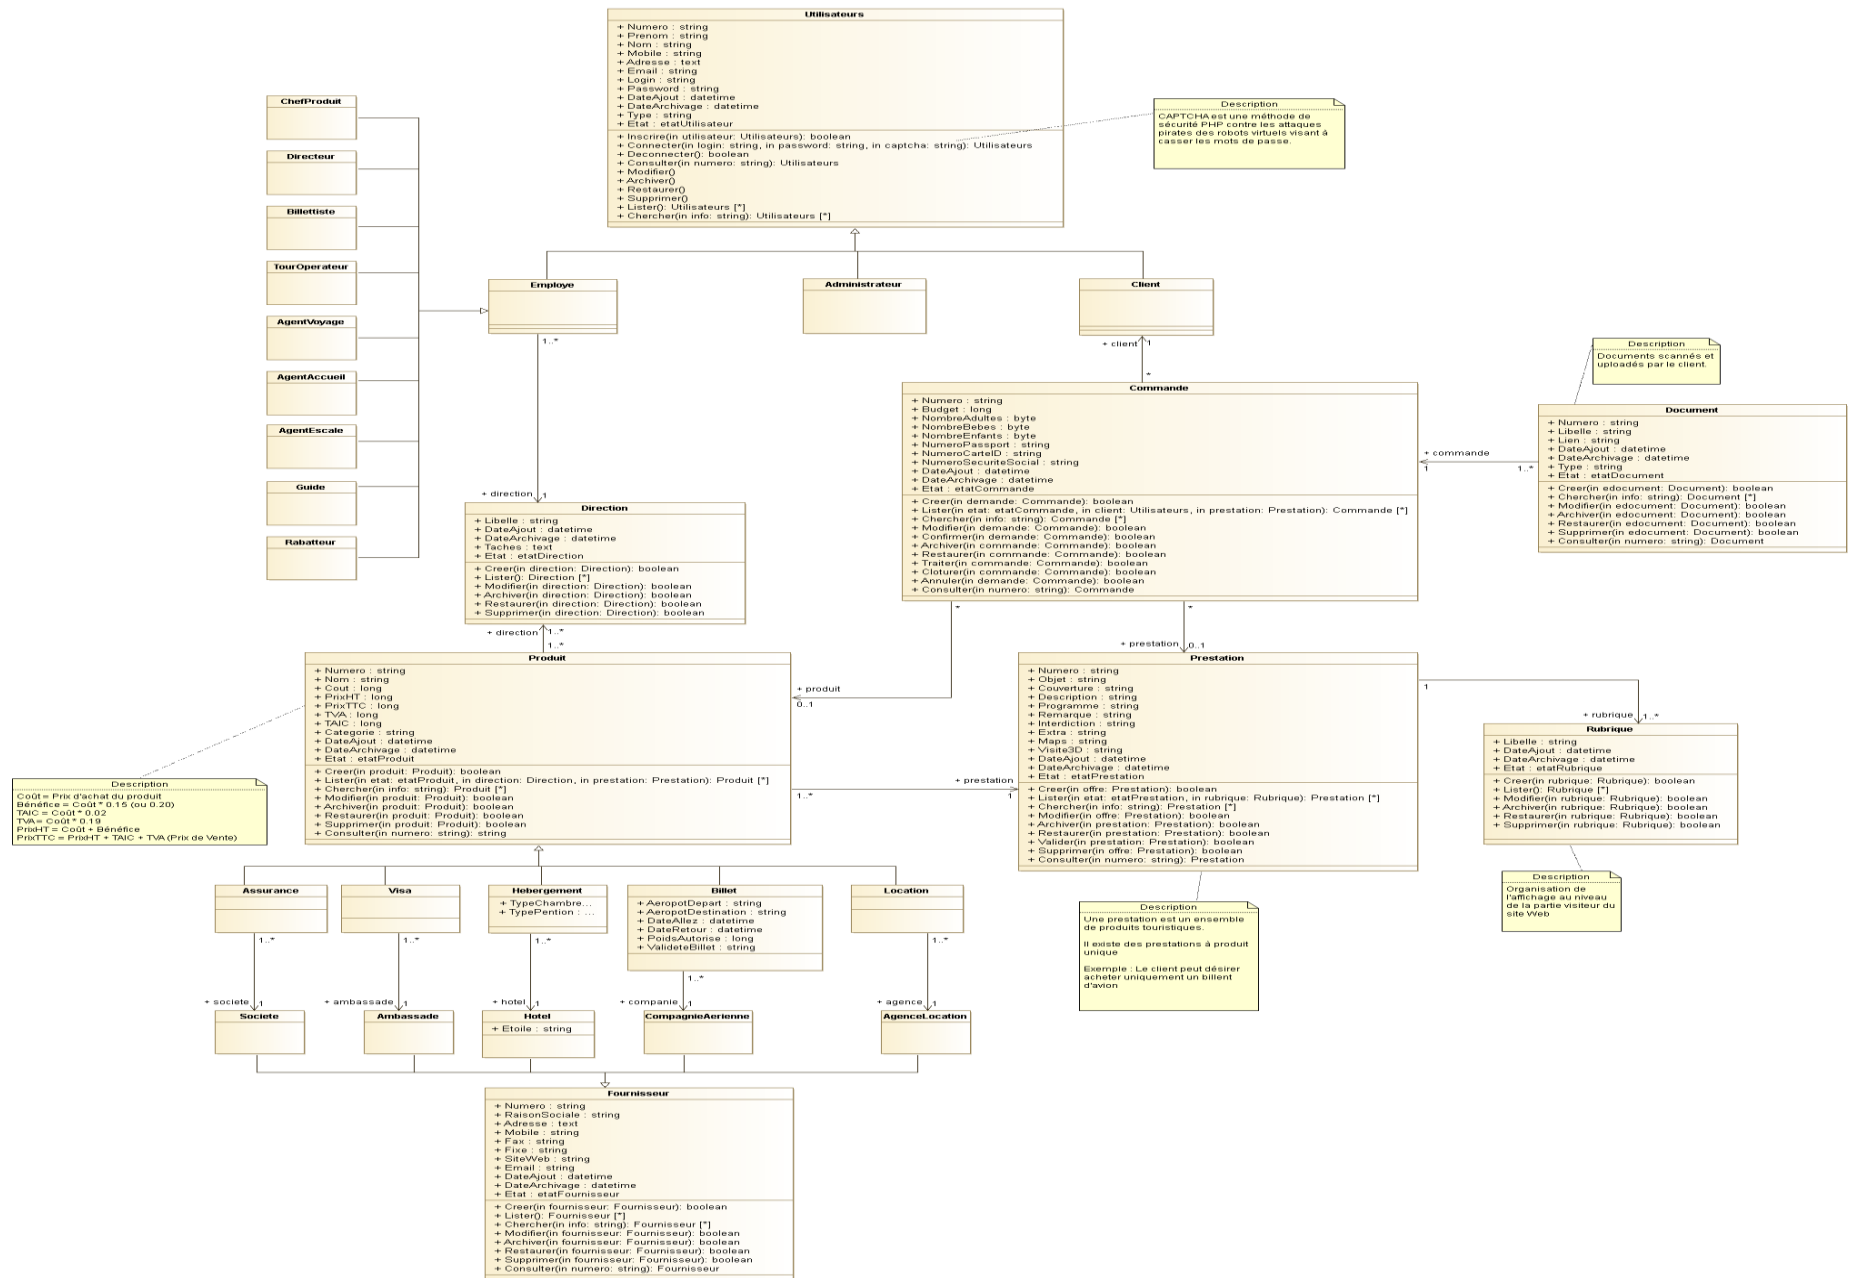 Utilisateurs
+ Numero : string
+ Prenom : string
+ Nom : string
+ Mobile : string
+ Adresse : text
+ Email : string
+ Login : string
+ Password : string
+ DateAjout : datetime
+ DateArchivage : datetime
+ Type : string
+ Etat : etatUtilisateur
+ Inscrire(in utilisateur: Utilisateurs): boolean
+ Connecter(in login: string, in password: string, in captcha: string): Utilisateurs
+ Deconnecter(): boolean
+ Consulter(in numero: string): Utilisateurs
+ Modifier()
+ Archiver()
+ Restaurer()
+ Supprimer()
+ Lister(): Utilisateurs [*]
+ Chercher(in info: string): Utilisateurs [*]
Description
CAPTCHA est une méthode de
sécurité PHP contre les attaques
pirates des robots virtuels visant à
casser les mots de passe.
ChefProduit
Directeur
Billettiste
TourOperateur
AgentVoyage
AgentAccueil
AgentEscale
Guide
Rabatteur
Employe
1..*
Administrateur
Client
+ client
1
*
Commande
+ Numero : string
+ Budget : long
+ NombreAdultes : byte
+ NombreBebes : byte
+ NombreEnfants : byte
+ NumeroPassport : string
+ NumeroCarteID : string
+ NumeroSecuriteSocial : string
+ DateAjout : datetime
+ DateArchivage : datetime
+ Etat : etatCommande
+ Creer(in demande: Commande): boolean
+ Lister(in etat: etatCommande, in client: Utilisateurs, in prestation: Prestation): Commande [*]
+ Chercher(in info: string): Commande [*]
+ Modifier(in demande: Commande): boolean
+ Confirmer(in demande: Commande): boolean
+ Archiver(in commande: Commande): boolean
+ Restaurer(in commande: Commande): boolean
+ Traiter(in commande: Commande): boolean
+ Cloturer(in commande: Commande): boolean
+ Annuler(in demande: Commande): boolean
+ Consulter(in numero: string): Commande
*
*
+ commande
1
1..*
Description
Documents scannés et
uploadés par le client.
Document
+ Numero : string
+ Libelle : string
+ Lien : string
+ DateAjout : datetime
+ DateArchivage : datetime
+ Type : string
+ Etat : etatDocument
+ Creer(in edocument: Document): boolean
+ Chercher(in info: string): Document [*]
+ Modifier(in edocument: Document): boolean
+ Archiver(in edocument: Document): boolean
+ Restaurer(in edocument: Document): boolean
+ Supprimer(in edocument: Document): boolean
+ Consulter(in numero: string): Document
+ direction
1
Direction
+ Libelle : string
+ DateAjout : datetime
+ DateArchivage : datetime
+ Taches : text
+ Etat : etatDirection
+ Creer(in direction: Direction): boolean
+ Lister(): Direction [*]
+ Modifier(in direction: Direction): boolean
+ Archiver(in direction: Direction): boolean
+ Restaurer(in direction: Direction): boolean
+ Supprimer(in direction: Direction): boolean
+ direction
1..*
1..*
Produit
+ Numero : string
+ Nom : string
+ Cout : long
+ PrixHT : long
+ PrixTTC : long
+ TVA : long
+ TAIC : long
+ Categorie : string
+ DateAjout : datetime
+ DateArchivage : datetime
+ Etat : etatProduit
+ Creer(in produit: Produit): boolean
+ Lister(in etat: etatProduit, in direction: Direction, in prestation: Prestation): Produit [*]
+ Chercher(in info: string): Produit [*]
+ Modifier(in produit: Produit): boolean
+ Archiver(in produit: Produit): boolean
+ Restaurer(in produit: Produit): boolean
+ Supprimer(in produit: Produit): boolean
+ Consulter(in numero: string): string
+ produit
0..1
+ prestation
1..*
1
+ prestation
0..1
Prestation
+ Numero : string
+ Objet : string
+ Couverture : string
+ Description : string
+ Programme : string
+ Remarque : string
+ Interdiction : string
+ Extra : string
+ Maps : string
+ Visite3D : string
+ DateAjout : datetime
+ DateArchivage : datetime
+ Etat : etatPrestation
+ Creer(in offre: Prestation): boolean
+ Lister(in etat: etatPrestation, in rubrique: Rubrique): Prestation [*]
+ Chercher(in info: string): Prestation [*]
+ Modifier(in offre: Prestation): boolean
+ Archiver(in prestation: Prestation): boolean
+ Restaurer(in prestation: Prestation): boolean
+ Valider(in prestation: Prestation): boolean
+ Supprimer(in offre: Prestation): boolean
+ Consulter(in numero: string): Prestation
1
+ rubrique
1..*
Rubrique
+ Libelle : string
+ DateAjout : datetime
+ DateArchivage : datetime
+ Etat : etatRubrique
+ Creer(in rubrique: Rubrique): boolean
+ Lister(): Rubrique [*]
+ Modifier(in rubrique: Rubrique): boolean
+ Archiver(in rubrique: Rubrique): boolean
+ Restaurer(in rubrique: Rubrique): boolean
+ Supprimer(in rubrique: Rubrique): boolean
Description
Coût = Prix d'achat du produit
Bénéfice = Coût * 0.15 (ou 0.20)
TAIC = Coût * 0.02
TVA = Coût * 0.19
PrixHT = Coût + Bénéfice
PrixTTC = PrixHT + TAIC + TVA (Prix de Vente)
Description
Organisation de
l'affichage au niveau
de la partie visiteur du
site Web
Description
Une prestation est un ensemble
de produits touristiques.
Il existe des prestations à produit
unique
Exemple : Le client peut désirer
acheter uniquement un billent
d'avion
Assurance
Visa
Hebergement
+ TypeChambre...
+ TypePention : ...
Billet
+ AeropotDepart : string
+ AeropotDestination : string
+ DateAllez : datetime
+ DateRetour : datetime
+ PoidsAutorise : long
+ ValideteBillet : string
Location
1..*
1..*
1..*
1..*
1..*
+ societe
1
+ ambassade
1
+ hotel
1
+ companie
1
+ agence
1
Societe
Ambassade
Hotel
+ Etoile : string
CompagnieAerienne
AgenceLocation
Fournisseur
+ Numero : string
+ RaisonSociale : string
+ Adresse : text
+ Mobile : string
+ Fax : string
+ Fixe : string
+ SiteWeb : string
+ Email : string
+ DateAjout : datetime
+ DateArchivage : datetime
+ Etat : etatFournisseur
+ Creer(in fournisseur: Fournisseur): boolean
+ Lister(): Fournisseur [*]
+ Chercher(in info: string): Fournisseur [*]
+ Modifier(in fournisseur: Fournisseur): boolean
+ Archiver(in fournisseur: Fournisseur): boolean
+ Restaurer(in fournisseur: Fournisseur): boolean
+ Supprimer(in fournisseur: Fournisseur): boolean
+ Consulter(in numero: string): Fournisseur